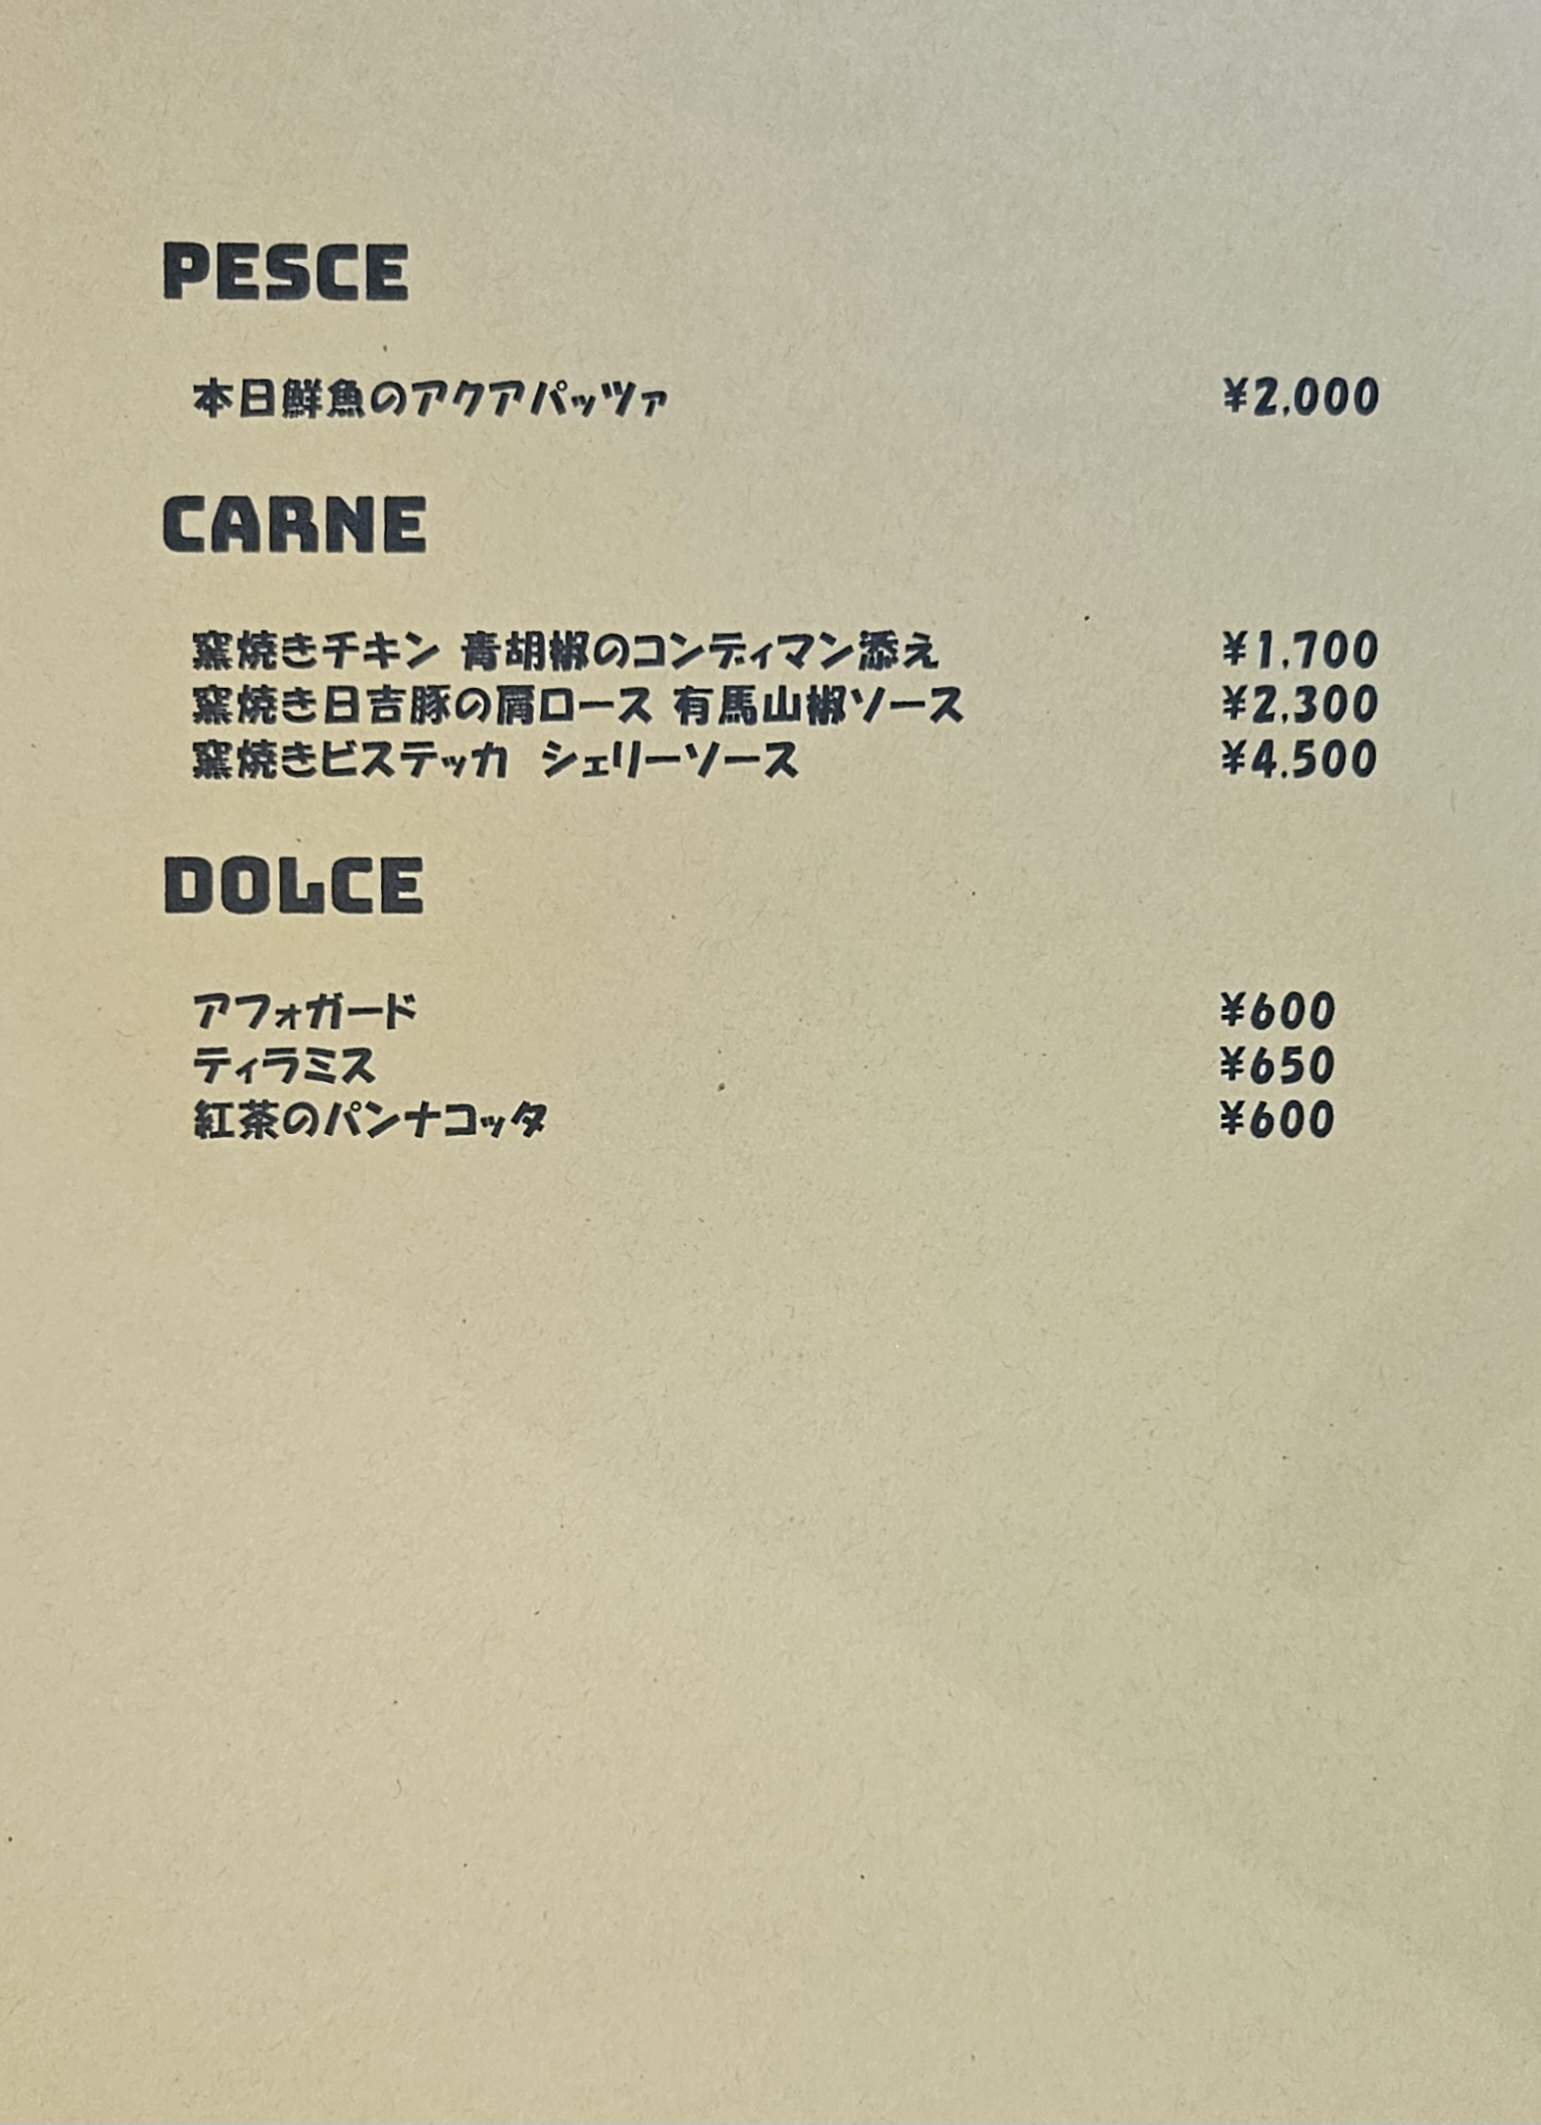 PESCE
本日鮮魚のアクアパッツァ ¥2,000
CARNE
窯焼きチキン 青胡椒のコンディマン添え ¥1,700
窯焼き日吉豚の肩ロース 有馬山椒ソース ¥2,300
窯焼きビステッカ シェリーソース ¥4,500
DOLCE
アフォガード ¥600
ティラミス ¥650
紅茶のパンナコッタ ¥600